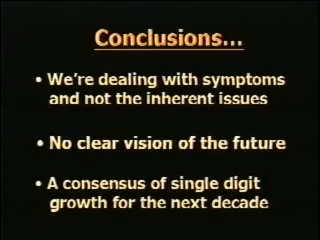 Conclusions...
• We're dealing with symptoms
and not the inherent issues
• No clear vision of the future
• A consensus of single digit
growth for the next decade